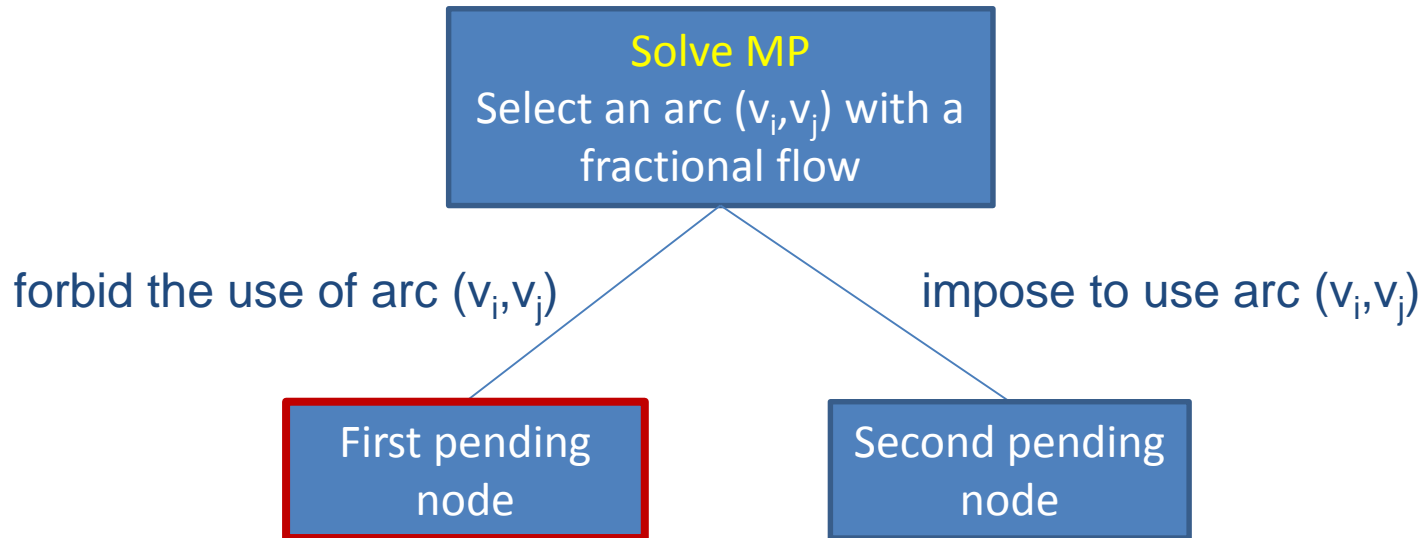 Solve MP
Select an arc (vi,vj) with a
fractional flow
forbid the use of arc (vi,vj)
impose to use arc (vi,vj)
First pending
node
Second pending
node